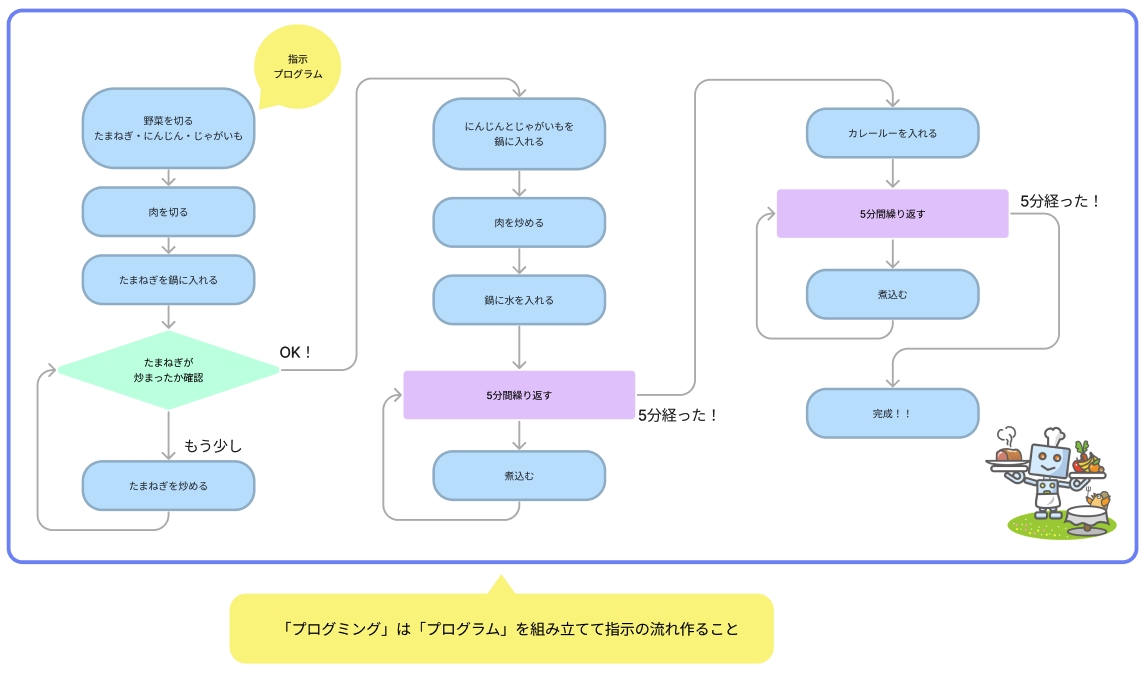 指示
プログラム
野菜を切る
たまねぎ・にんじん・じゃがいも
肉を切る
たまねぎを鍋に入れる
たまねぎが
炒まったか確認
OK！
もう少し
たまねぎを炒める
にんじんとじゃがいもを
鍋に入れる
肉を炒める
鍋に水を入れる
5分間繰り返す
5分経った！
煮込む
カレールーを入れる
5分間繰り返す
5分経った！
煮込む
完成！！
「プログミング」は「プログラム」を組み立てて指示の流れ作ること